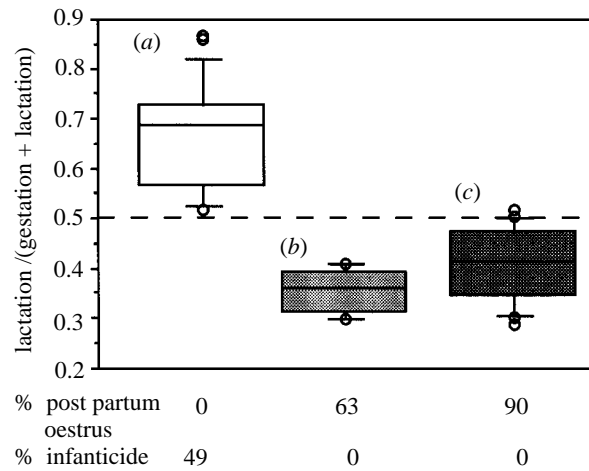 0.9
(a)
0.8
0.7
0.6
0.5
(c)
(b)
0.4
0.3
0.2
lactation /(gestation + lactation)
% post partum oestrus 0 63 90
% infanticide 49 0 0